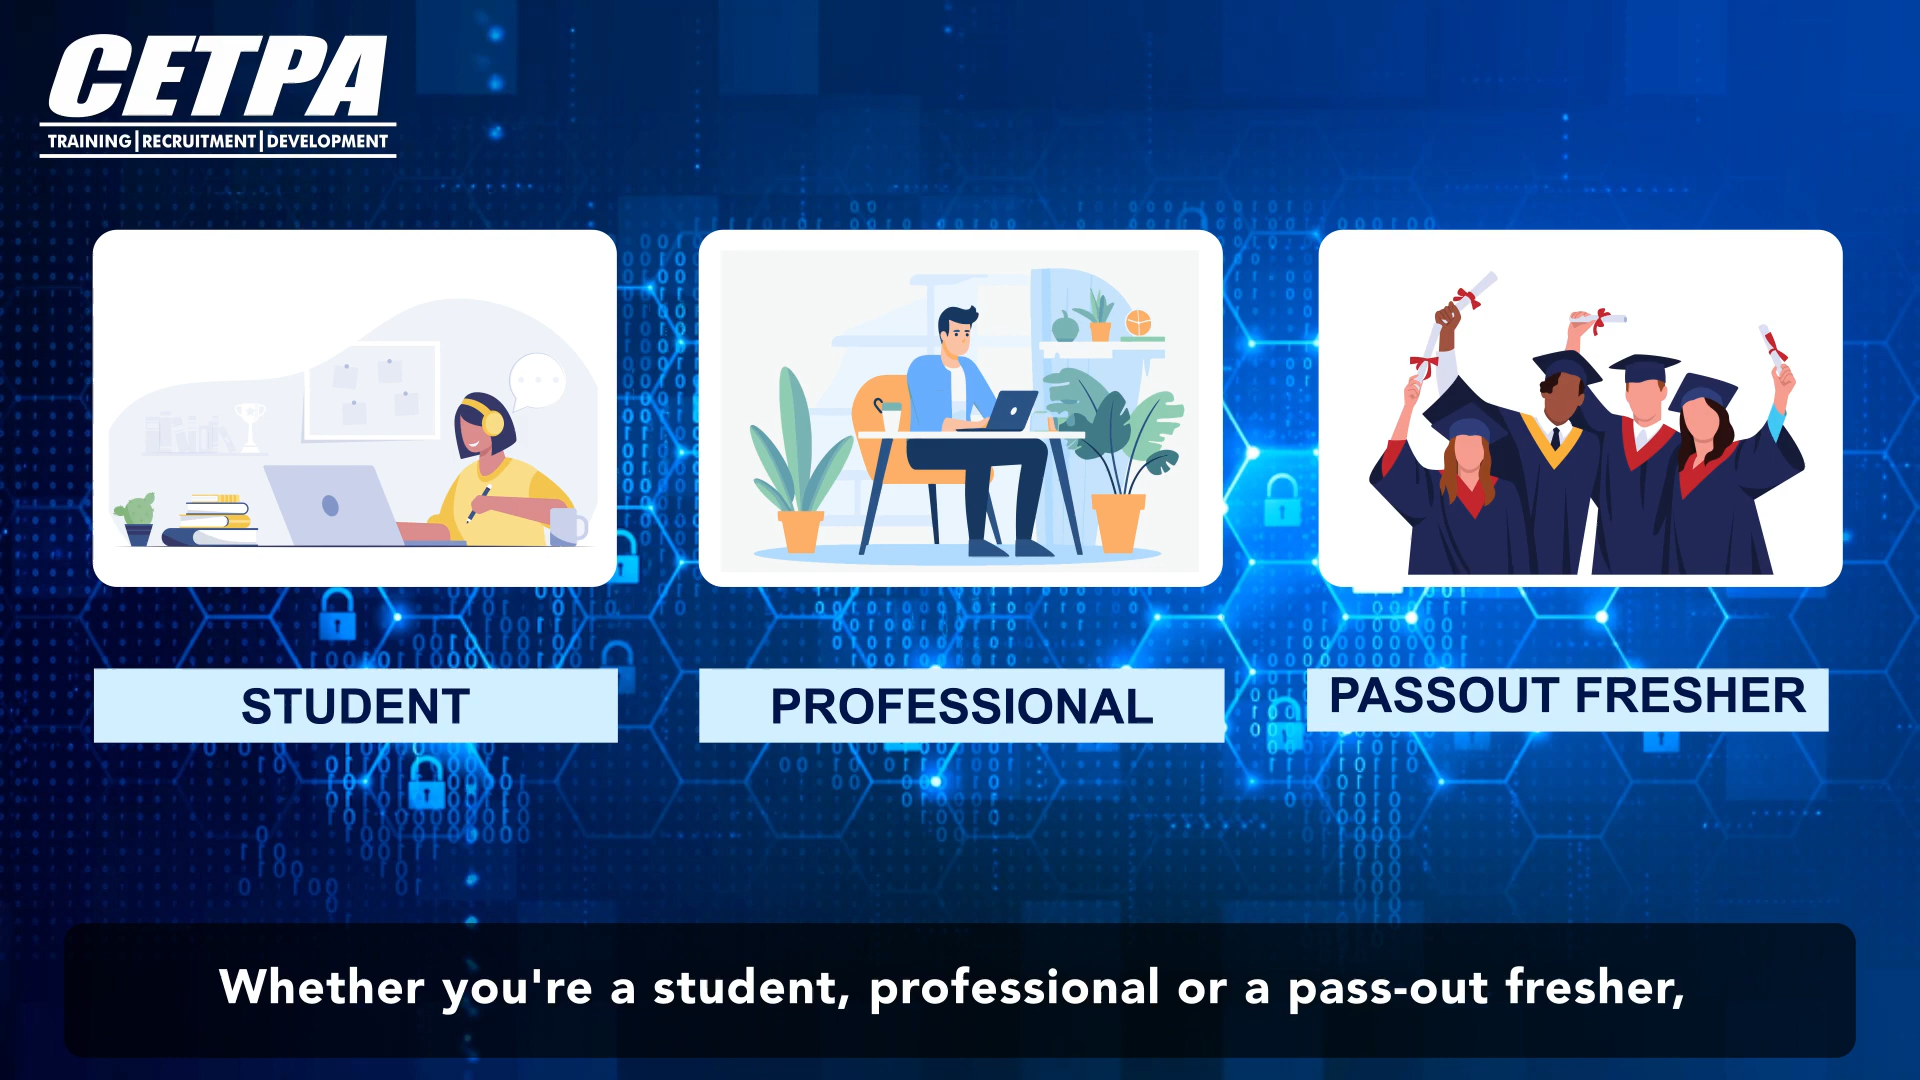 CETPA
TRAINING|RECRUITMENT|DEVELOPMENT
STUDENT
PROFESSIONAL
PASSOUT FRESHER
Whether you're a student, professional or a pass-out fresher,